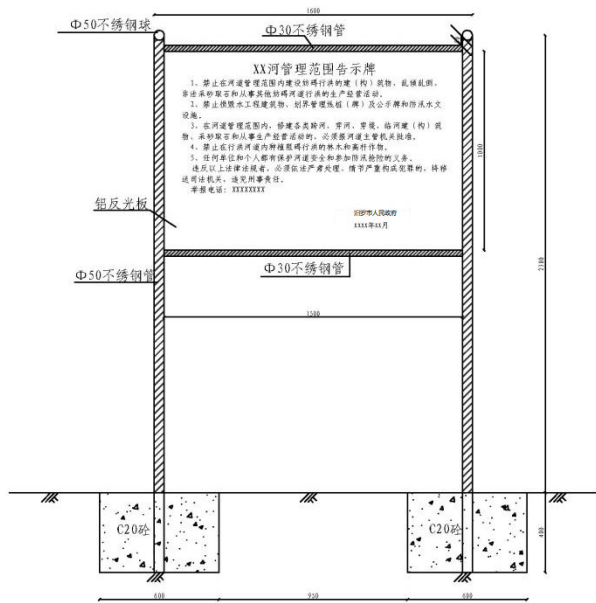 1600
Φ50不绣钢球
Φ30不绣钢管
XX河管理范围告示牌
1、禁止在河道管理范围内建设妨碍行洪的建（构）筑物、乱倾乱倒、
非法采砂取石和从事其他妨碍河道行洪的生产经营活动。
2、禁止损毁水工程建筑物、划界管理练桩（牌）及公示牌和防汛水文
设施。
3、在河道管理范围内，修建各类跨河、穿河、穿堤、临河建（构）筑
物、采砂取石和从事生产经营活动的，必须报河道主管机关批准。
4、禁止在行洪河道内种植阻碍行洪的林木和高杆作物。
5、任何单位和个人都有保护河道安全和参加防汛抢险的义务。
违反以上法律法规者，必须依法严肃处理，情节严重构成犯罪的，将移
送司法机关，追究刑事责任。
举报电话：XXXXXXXX
汨罗市人民政府
XXXX年XX月
1000
2100
铝反光板
Φ50不绣钢管
Φ30不绣钢管
1500
C20砼
C20砼
400
600
950
600